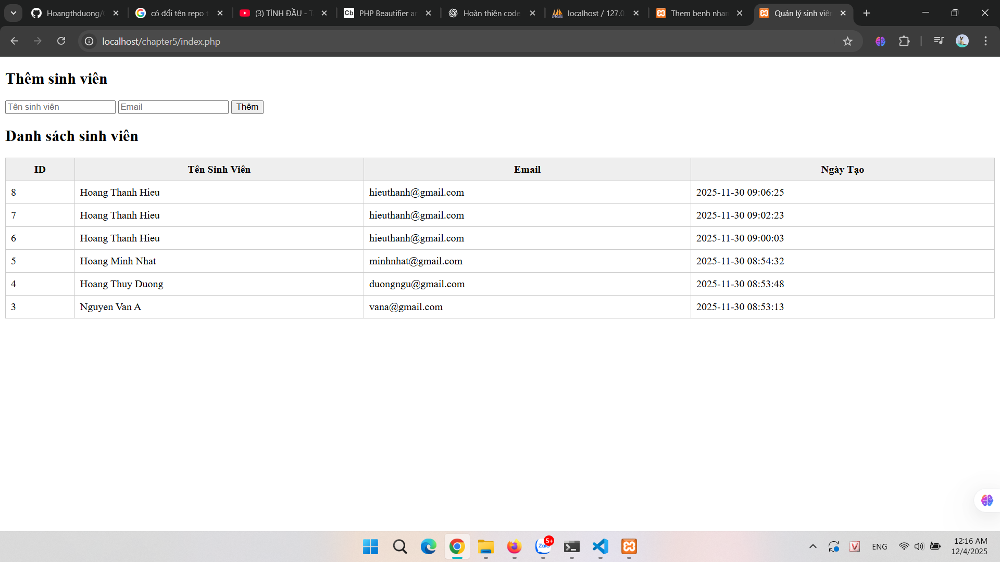 Hoangthduong/
có đổi tên repo t
(3) TÌNH ĐẦU - T
Cb PHP Beautifier an
Hoàn thiện code
localhost / 127.0
Them benh nhan
Quản lý sinh viên
localhost/chapter5/index.php
Thêm sinh viên
Tên sinh viên Email Thêm
Danh sách sinh viên
ID Tên Sinh Viên Email Ngày Tạo
8 Hoang Thanh Hieu hieuthanh@gmail.com 2025-11-30 09:06:25
7 Hoang Thanh Hieu hieuthanh@gmail.com 2025-11-30 09:02:23
6 Hoang Thanh Hieu hieuthanh@gmail.com 2025-11-30 09:00:03
5 Hoang Minh Nhat minhnhat@gmail.com 2025-11-30 08:54:32
4 Hoang Thuy Duong duongngu@gmail.com 2025-11-30 08:53:48
3 Nguyen Van A vana@gmail.com 2025-11-30 08:53:13
Zalo 5+
V ENG 12:16 AM
12/4/2025